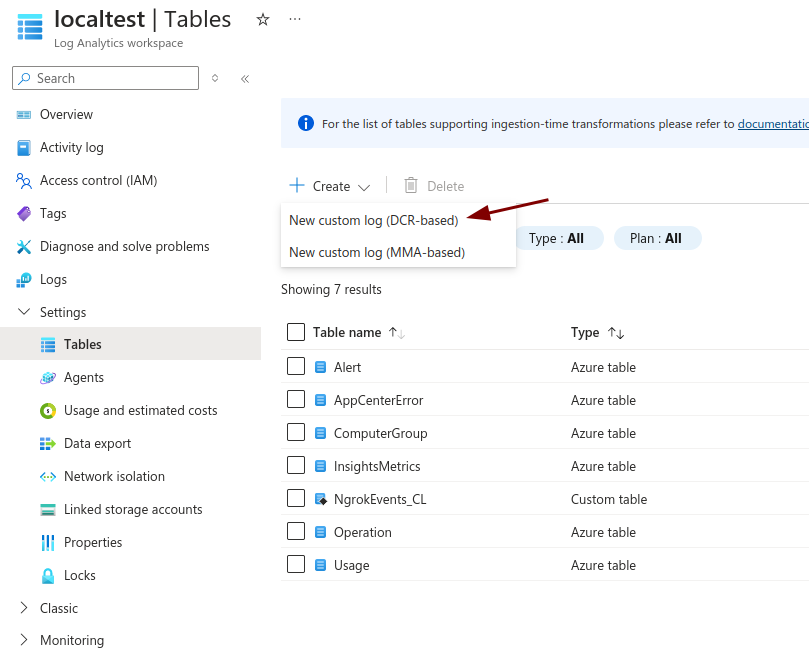 localtest | Tables
Log Analytics workspace
Search
Overview
Activity log
Access control (IAM)
Tags
Diagnose and solve problems
Logs
Settings
Tables
Agents
Usage and estimated costs
Data export
Network isolation
Linked storage accounts
Properties
Locks
Classic
Monitoring
For the list of tables supporting ingestion-time transformations please refer to documentatio
Create Delete
New custom log (DCR-based)
New custom log (MMA-based)
Type : All Plan : All
Showing 7 results
Table name Type
Alert Azure table
AppCenterError Azure table
ComputerGroup Azure table
InsightsMetrics Azure table
NgrokEvents_CL Custom table
Operation Azure table
Usage Azure table